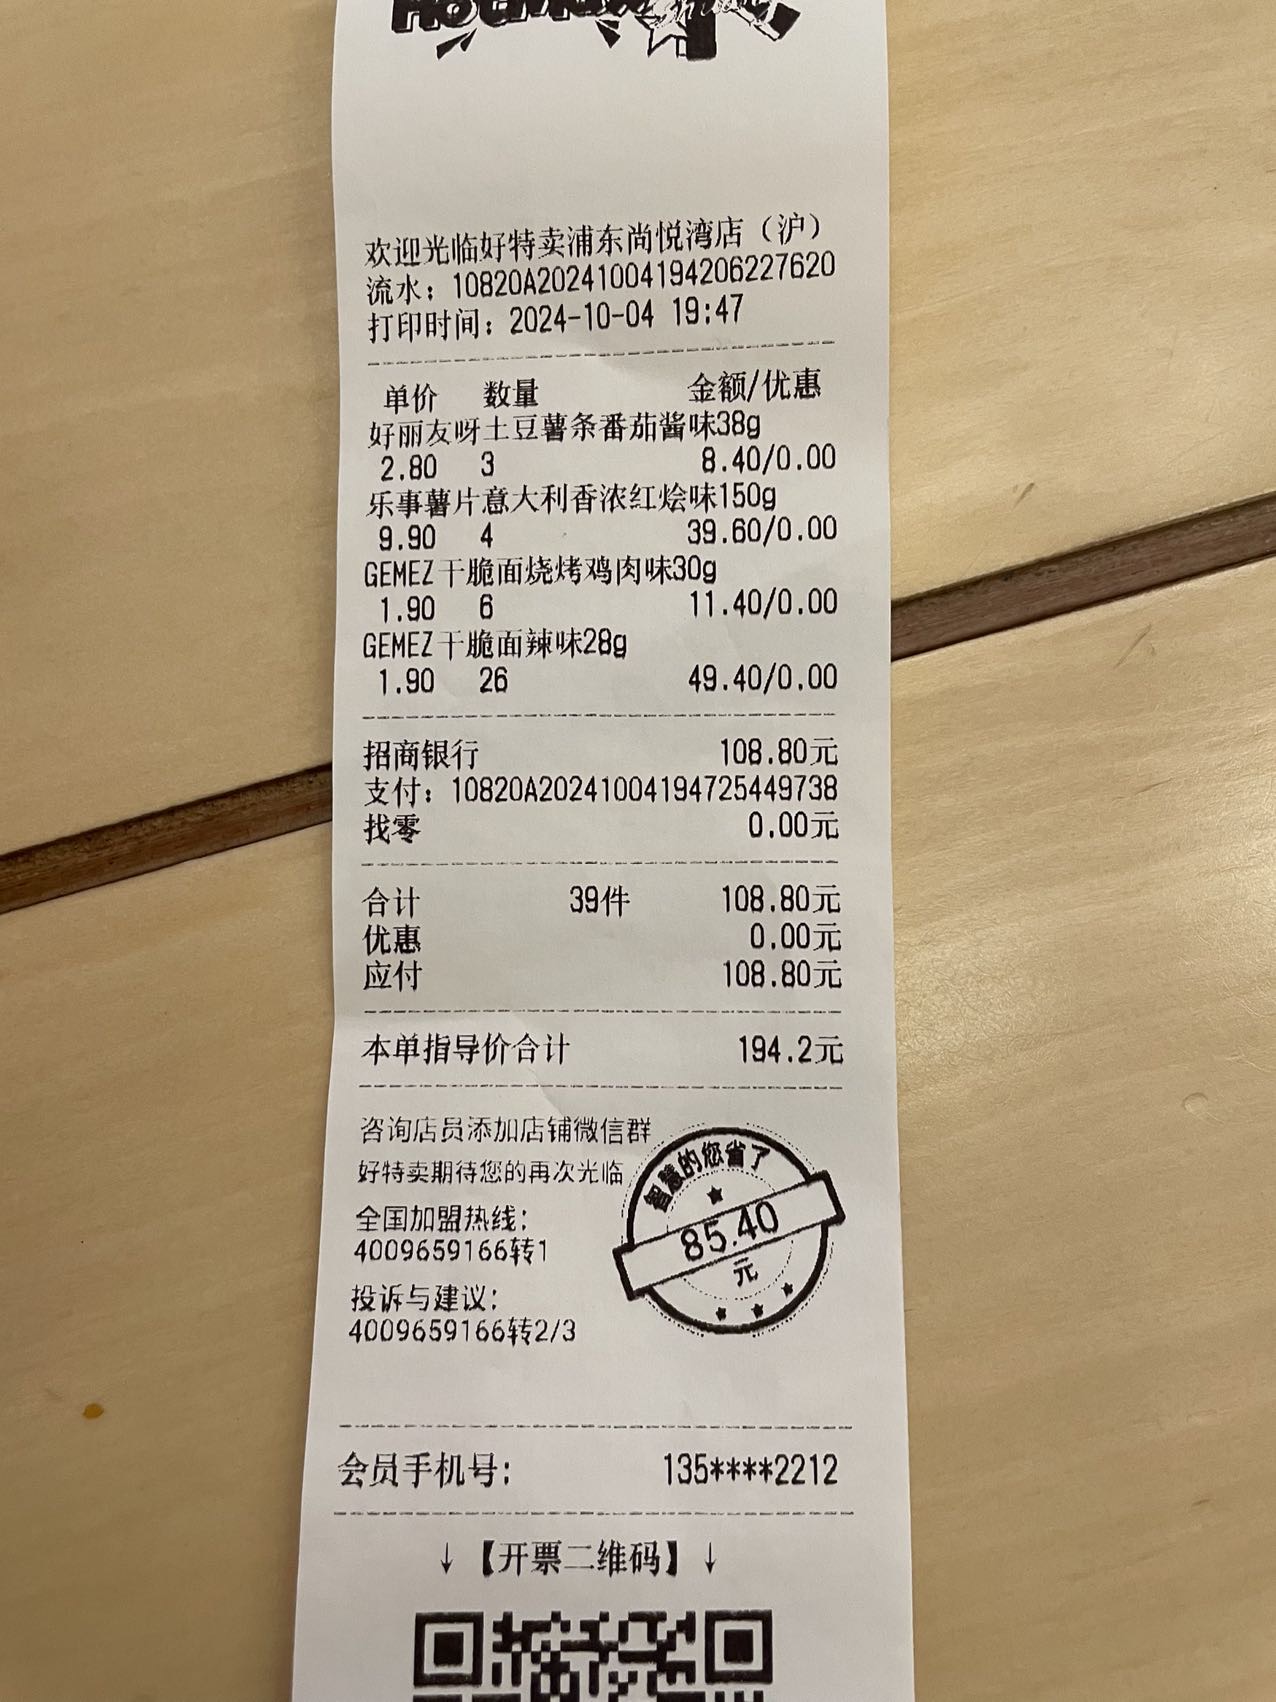 HotMaxx
欢迎光临好特卖浦东尚悦湾店（沪）
流水：10820A20241004194206227620
打印时间：2024-10-04 19:47
单价 数量 金额/优惠
好丽友呀土豆薯条番茄酱味38g
2.80 3 8.40/0.00
乐事薯片意大利香浓红烩味150g
9.90 4 39.60/0.00
GEMEZ干脆面烧烤鸡肉味30g
1.90 6 11.40/0.00
GEMEZ干脆面辣味28g
1.90 26 49.40/0.00
招商银行 108.80元
支付：10820A20241004194725449738
找零 0.00元
合计 39件 108.80元
优惠 0.00元
应付 108.80元
本单指导价合计 194.2元
咨询店员添加店铺微信群
好特卖期待您的再次光临
全国加盟热线：
4009659166转1
投诉与建议：
4009659166转2/3
智慧的您省了
85.40
元
会员手机号： 135****2212
↓【开票二维码】↓